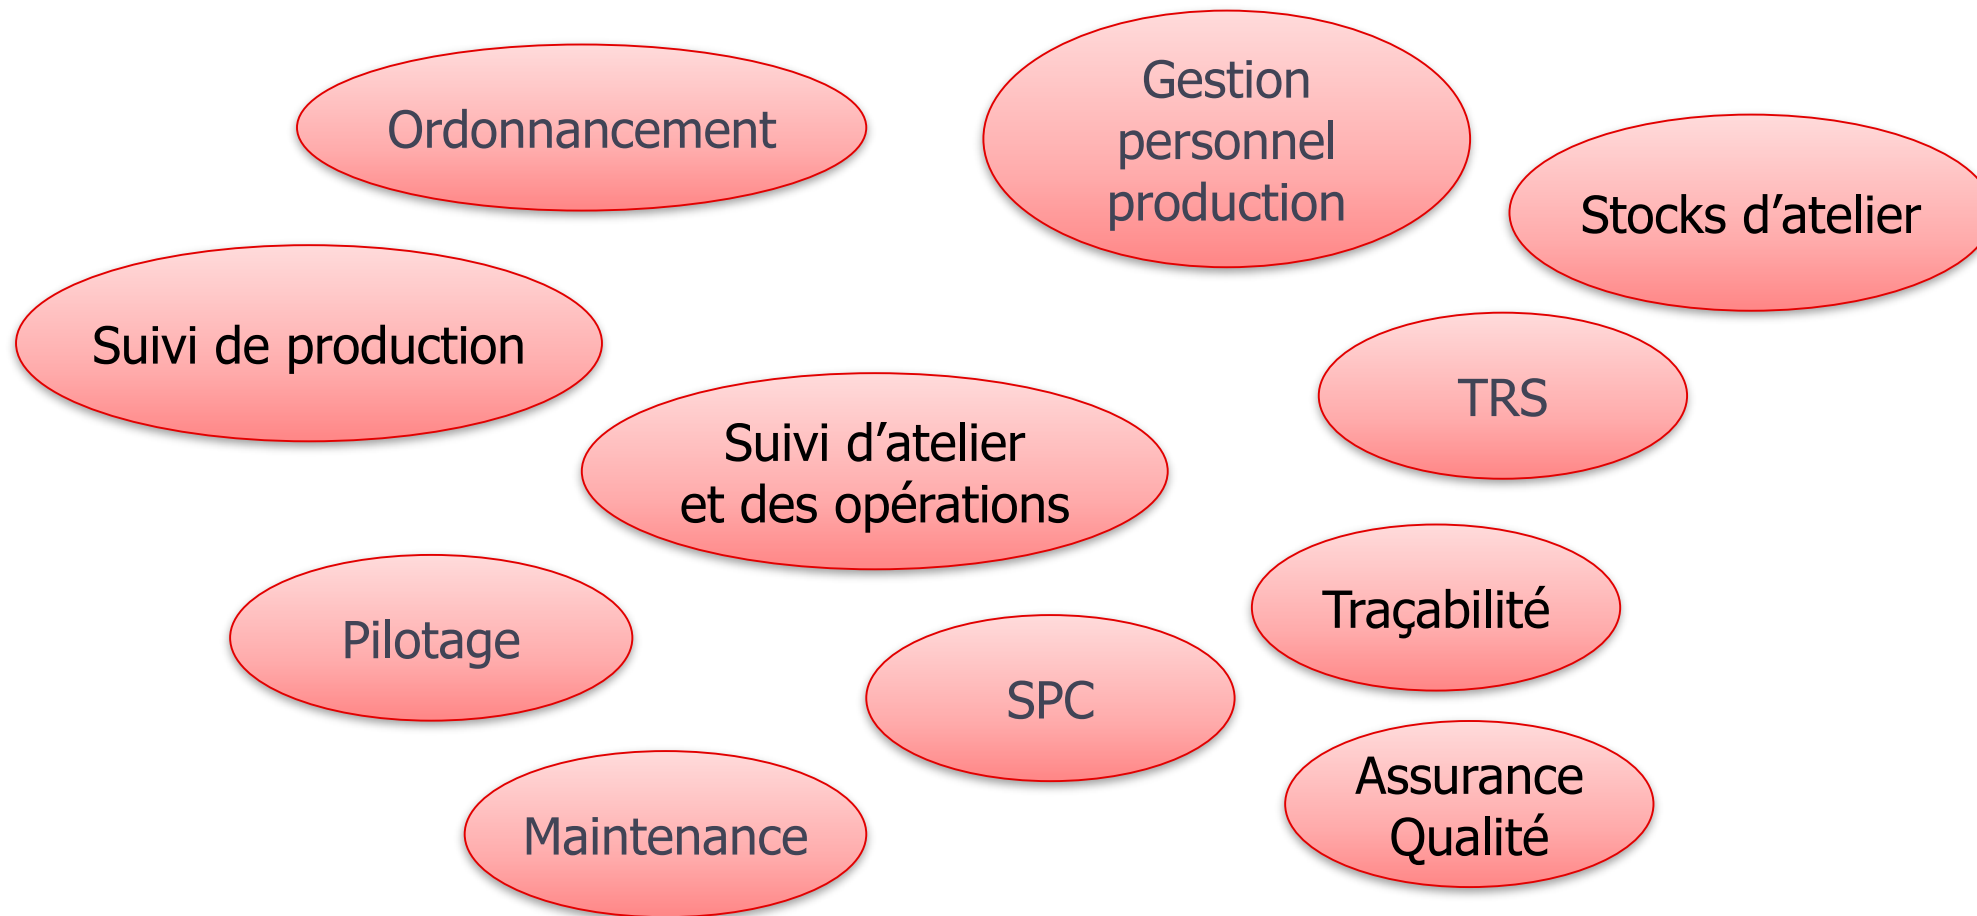 Ordonnancement
Gestion
personnel
production
Stocks d’atelier
Suivi de production
TRS
Suivi d’atelier
et des opérations
Traçabilité
Pilotage
SPC
Assurance
Qualité
Maintenance